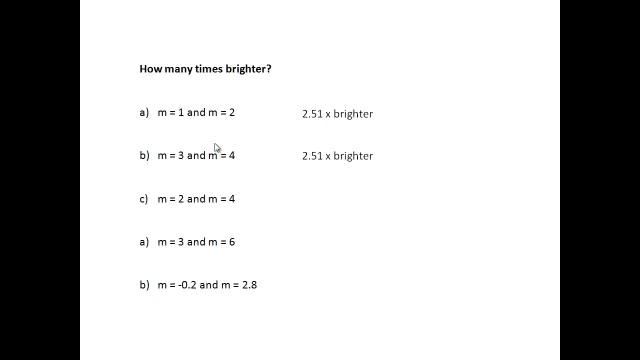 How many times brighter?
a) m = 1 and m = 2 2.51 x brighter
b) m = 3 and m = 4 2.51 x brighter
c) m = 2 and m = 4
a) m = 3 and m = 6
b) m = -0.2 and m = 2.8